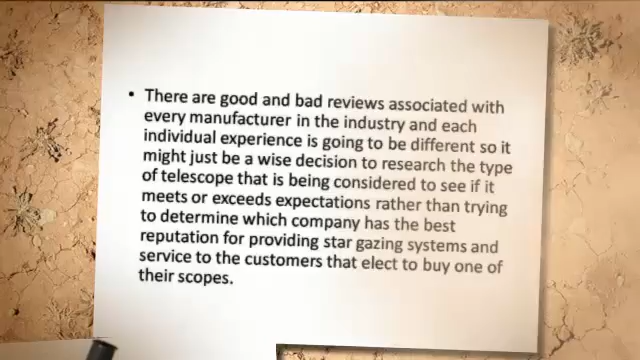 • There are good and bad reviews associated with
every manufacturer in the industry and each
individual experience is going to be different so it
might just be a wise decision to research the type
of telescope that is being considered to see if it
meets or exceeds expectations rather than trying
to determine which company has the best
reputation for providing star gazing systems and
service to the customers that elect to buy one of
their scopes.